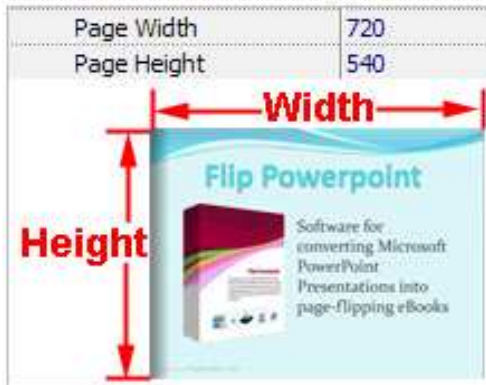 Page Width 720
Page Height 540
Width
Height
Flip Powerpoint
Software for
converting Microsoft
PowerPoint
Presentations into
page-flipping eBooks